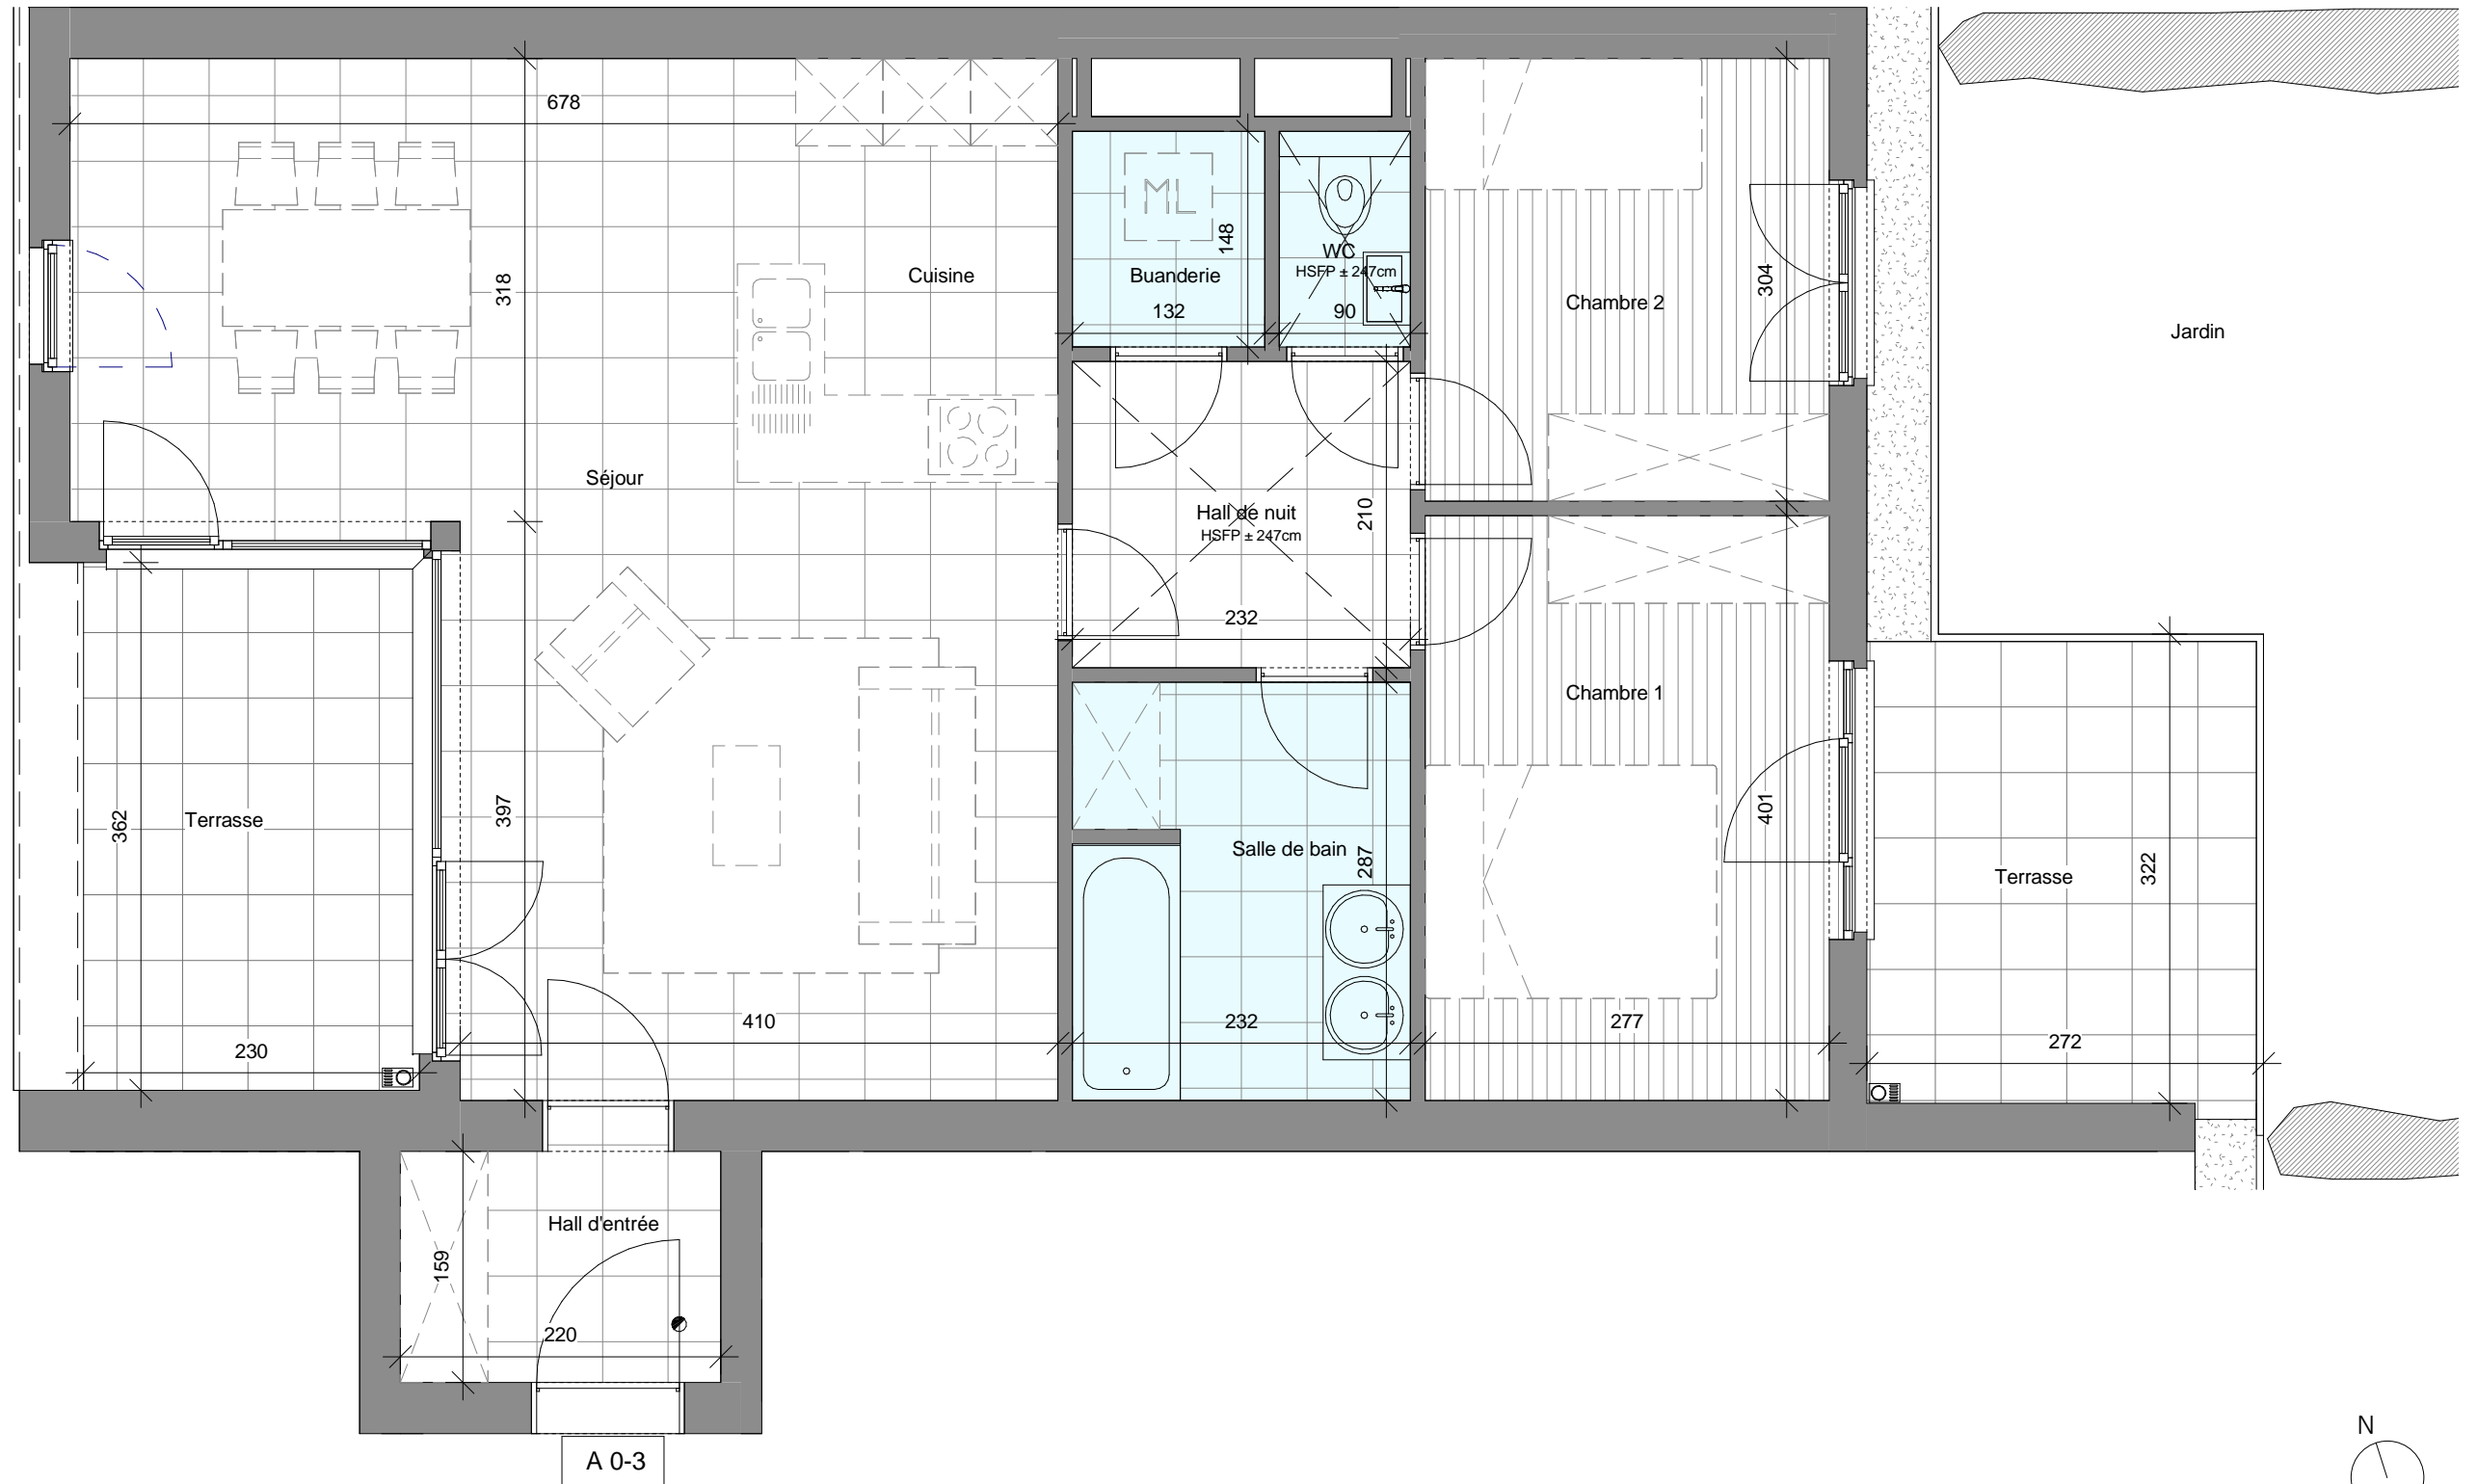 678
318
Cuisine
Séjour
ML
148
Buanderie
132
WC
HSFP ± 247cm
90
Chambre 2
304
Jardin
Hall de nuit
HSFP ± 247cm
210
232
Chambre 1
401
Terrasse
362
230
397
410
Salle de bain
287
232
277
Terrasse
322
272
Hall d'entrée
159
220
A 0-3
N